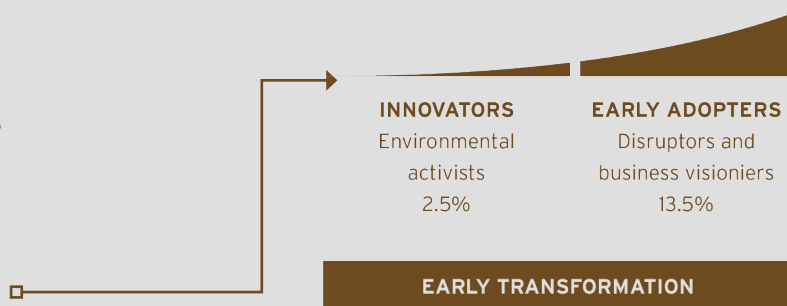 INNOVATORS
Environmental
activists
2.5%
EARLY ADOPTERS
Disruptors and
business visioniers
13.5%
EARLY TRANSFORMATION